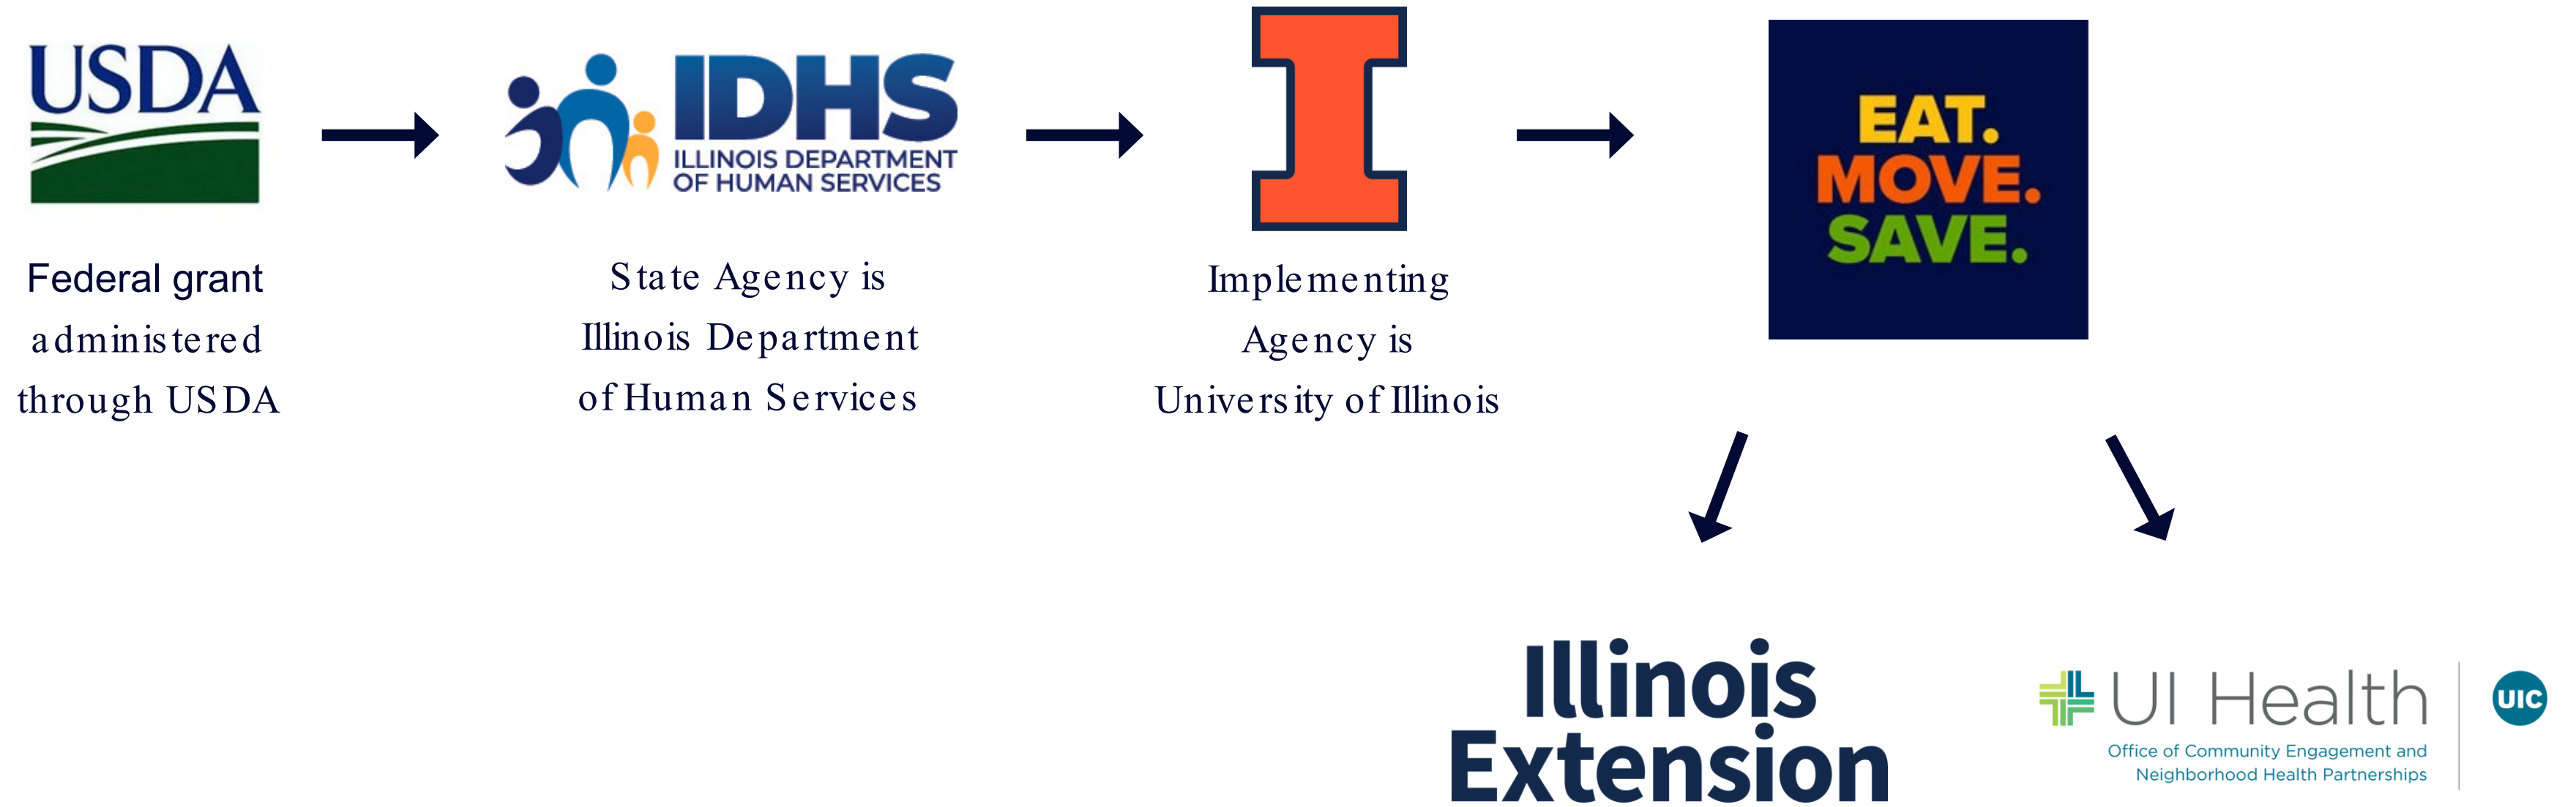 USDA
Federal grant
administered
through USDA
IDHS
ILLINOIS DEPARTMENT
OF HUMAN SERVICES
State Agency is
Illinois Department
of Human Services
I
Implementing
Agency is
University of Illinois
EAT.
MOVE.
SAVE.
Illinois
Extension
UI Health
Office of Community Engagement and
Neighborhood Health Partnerships
UIC